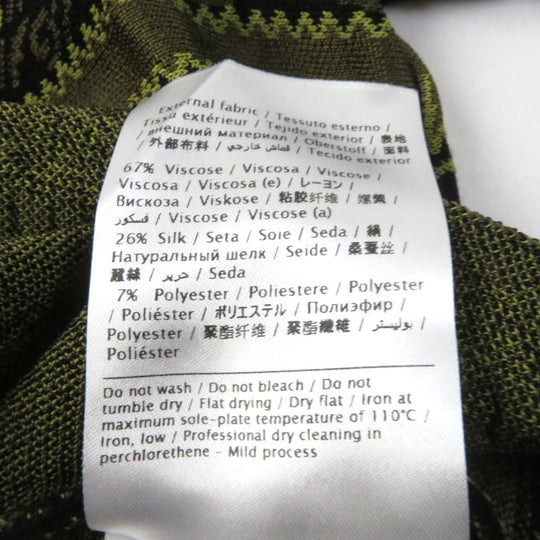 External fabric / Tessuto esterno /
Tissu extérieur / Tejido exterior / 表地
/ внешний материал / Oberstoff / 面料
/ 外部布料 / قماش خارجي / Tecido exterior
67% Viscose / Viscosa / Viscose /
Viscosa / Viscosa (e) / レーヨン /
Вискоза / Viskose / 粘胶纤维 / 嫘縈
/ فسكوز / Viscose / Viscose (a)
26% Silk / Seta / Soie / Seda / 絹 /
Натуральный шелк / Seide / 桑蚕丝 /
蠶絲 / حرير / Seda
7% Polyester / Poliestere / Polyester
/ Poliéster / ポリエステル / Полиэфир /
Polyester / 聚酯纤维 / 聚酯纖維 / بوليستر /
Poliéster
Do not wash / Do not bleach / Do not
tumble dry / Flat drying / Dry flat / Iron at
maximum sole-plate temperature of 110°C /
Iron, low / Professional dry cleaning in
perchlorethene - Mild process